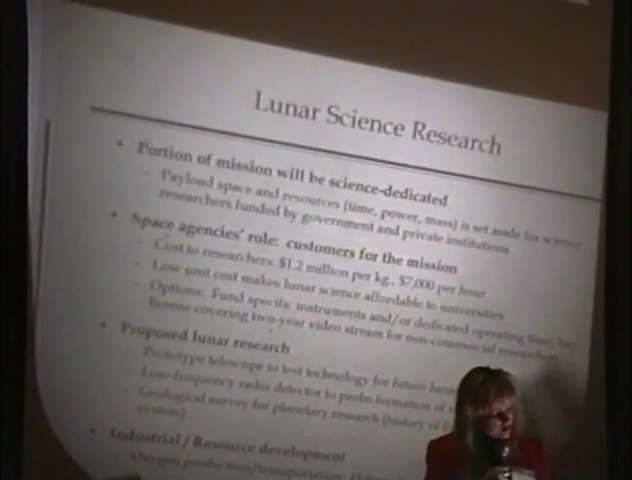 Lunar Science Research
• Portion of mission will be science-dedicated
– Payload space and resources (time, power, mass) is set aside for science
researchers funded by government and private institutions
• Space agencies' role: customers for the mission
– Cost to researchers: $1.2 million per kg., $7,000 per hour
– Low unit cost makes lunar science affordable to universities
– Options: Fund specific instruments and/or dedicated operating time;
license covering two-year video stream for non-commercial researchers
• Proposed lunar research
– Prototype telescope to test technology for future
– Low-frequency radio detector to probe formation of
– Geological survey for planetary research (history of
system)
• Industrial / Resource development
Oxygen production/transportation